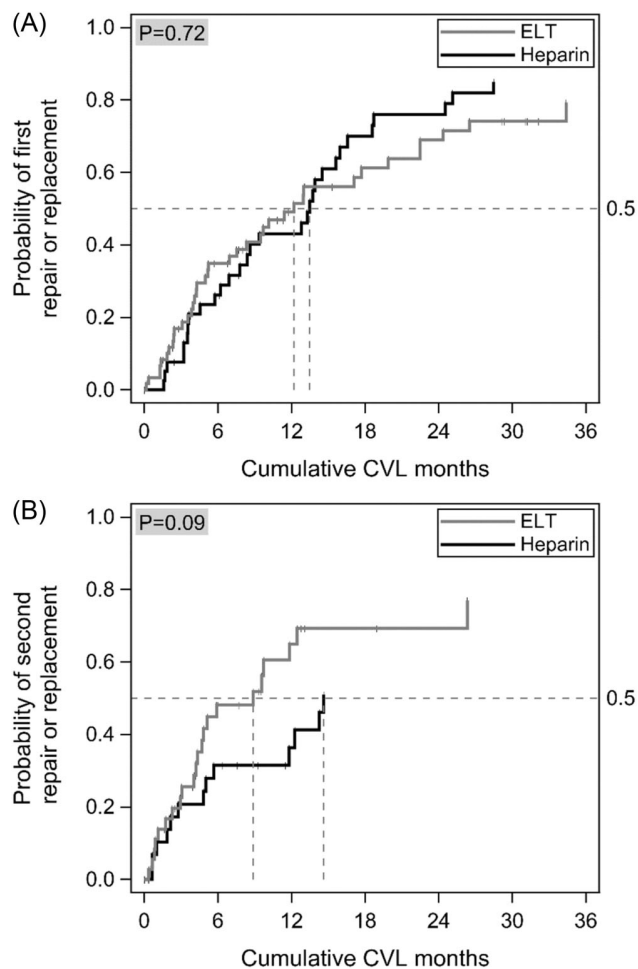 (A)
P=0.72
ELT
Heparin
1.0
0.8
0.6
0.4
0.2
0.0
0.5
Probability of first
repair or replacement
0 6 12 18 24 30 36
Cumulative CVL months
(B)
P=0.09
ELT
Heparin
1.0
0.8
0.6
0.4
0.2
0.0
0.5
Probability of second
repair or replacement
0 6 12 18 24 30 36
Cumulative CVL months